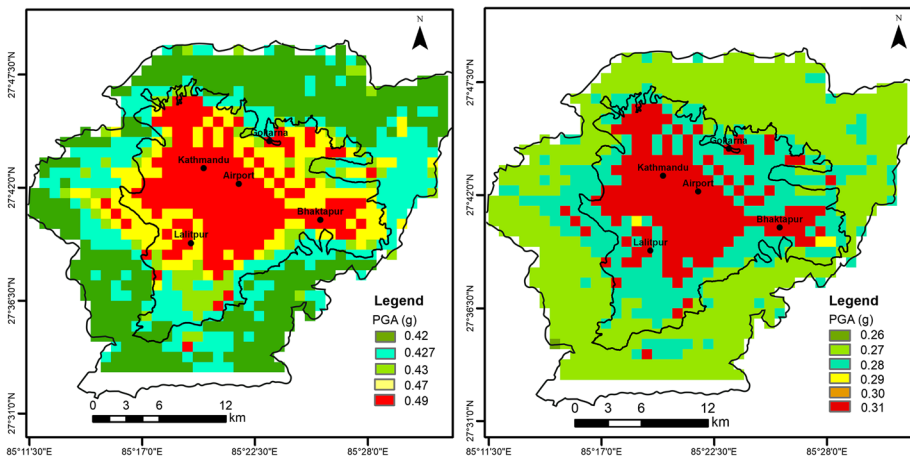 N
27°47'30"N
27°42'0"N
27°36'30"N
27°31'0"N
Gokarna
Kathmandu
Airport
Bhaktapur
Lalitpur
Legend
PGA (g)
0.42
0.427
0.43
0.47
0.49
0 3 6 12
km
85°11'30"E 85°17'0"E 85°22'30"E 85°28'0"E
N
27°47'30"N
27°42'0"N
27°36'30"N
27°31'0"N
Gokarna
Kathmandu
Airport
Bhaktapur
Lalitpur
Legend
PGA (g)
0.26
0.27
0.28
0.29
0.30
0.31
0 3 6 12
km
85°11'30"E 85°17'0"E 85°22'30"E 85°28'0"E